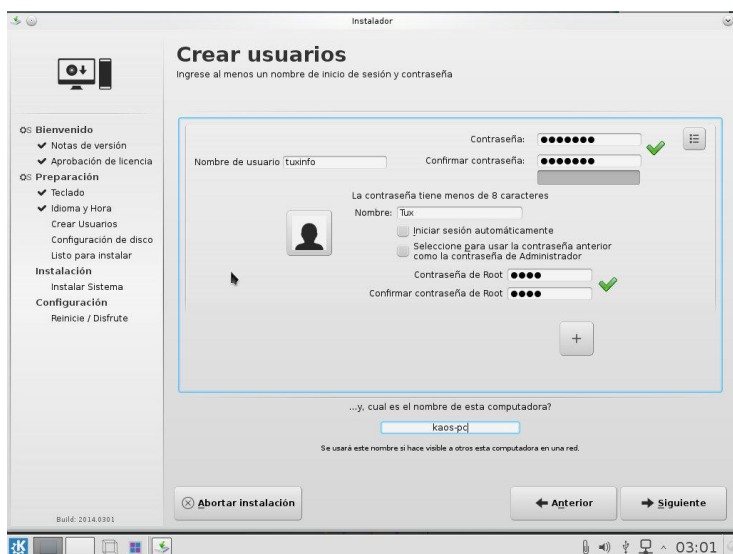 Instalador
Crear usuarios
Ingrese al menos un nombre de inicio de sesión y contraseña
Bienvenido
Notas de versión
Aprobación de licencia
Preparación
Teclado
Idioma y Hora
Crear Usuarios
Configuración de disco
Listo para instalar
Instalación
Instalar Sistema
Configuración
Reinicie / Disfrute
Build: 2014.0301
Contraseña: ●●●●●●●
Nombre de usuario tuxinfo
Confirmar contraseña: ●●●●●●●
La contraseña tiene menos de 8 caracteres
Nombre: Tux
Iniciar sesión automáticamente
Seleccione para usar la contraseña anterior
como la contraseña de Administrador
Contraseña de Root ●●●●
Confirmar contraseña de Root ●●●●
+
...y, cual es el nombre de esta computadora?
kaos-pc
Se usará este nombre si hace visible a otros esta computadora en una red.
Abortar instalación
Anterior
Siguiente
03:01